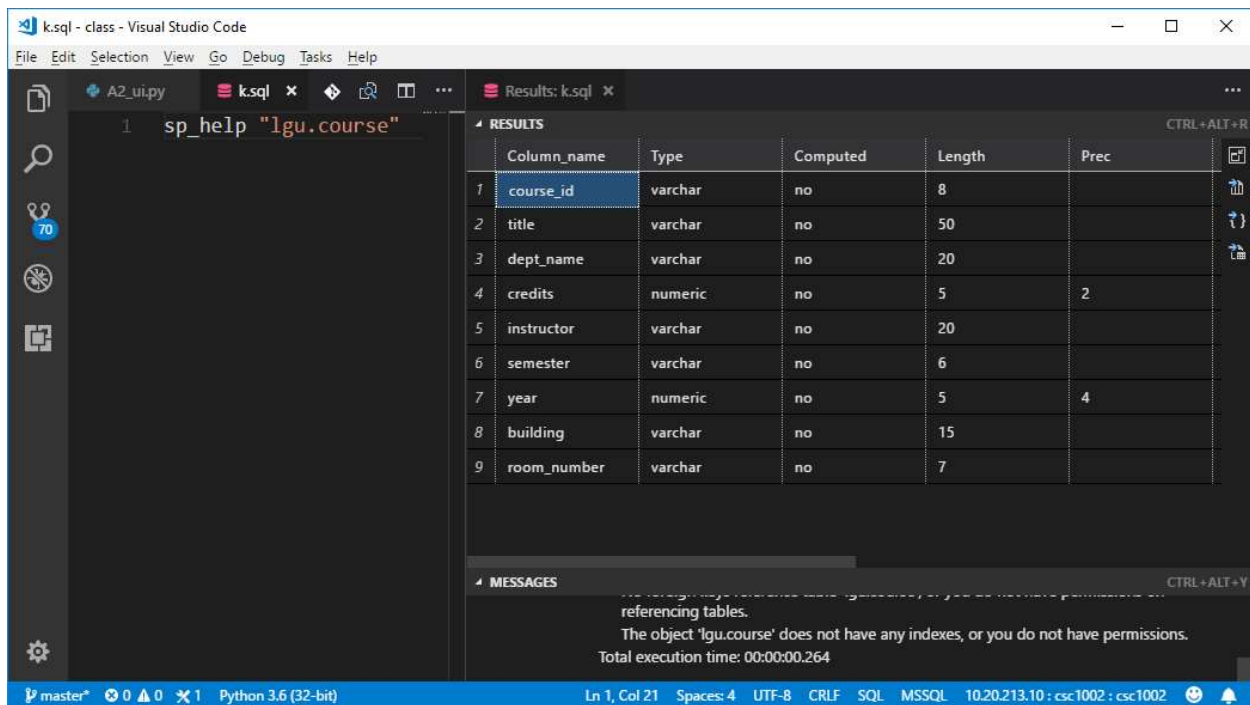 k.sql - class - Visual Studio Code
File Edit Selection View Go Debug Tasks Help
A2_ui.py k.sql Results: k.sql
1 sp_help "lgu.course"
RESULTS CTRL+ALT+R
Column_name Type Computed Length Prec
1 course_id varchar no 8
2 title varchar no 50
3 dept_name varchar no 20
4 credits numeric no 5 2
5 instructor varchar no 20
6 semester varchar no 6
7 year numeric no 5 4
8 building varchar no 15
9 room_number varchar no 7
70
MESSAGES CTRL+ALT+Y
referencing tables.
The object 'lgu.course' does not have any indexes, or you do not have permissions.
Total execution time: 00:00:00.264
master* 0 0 1 Python 3.6 (32-bit) Ln 1, Col 21 Spaces: 4 UTF-8 CRLF SQL MSSQL 10.20.213.10 : csc1002 : csc1002